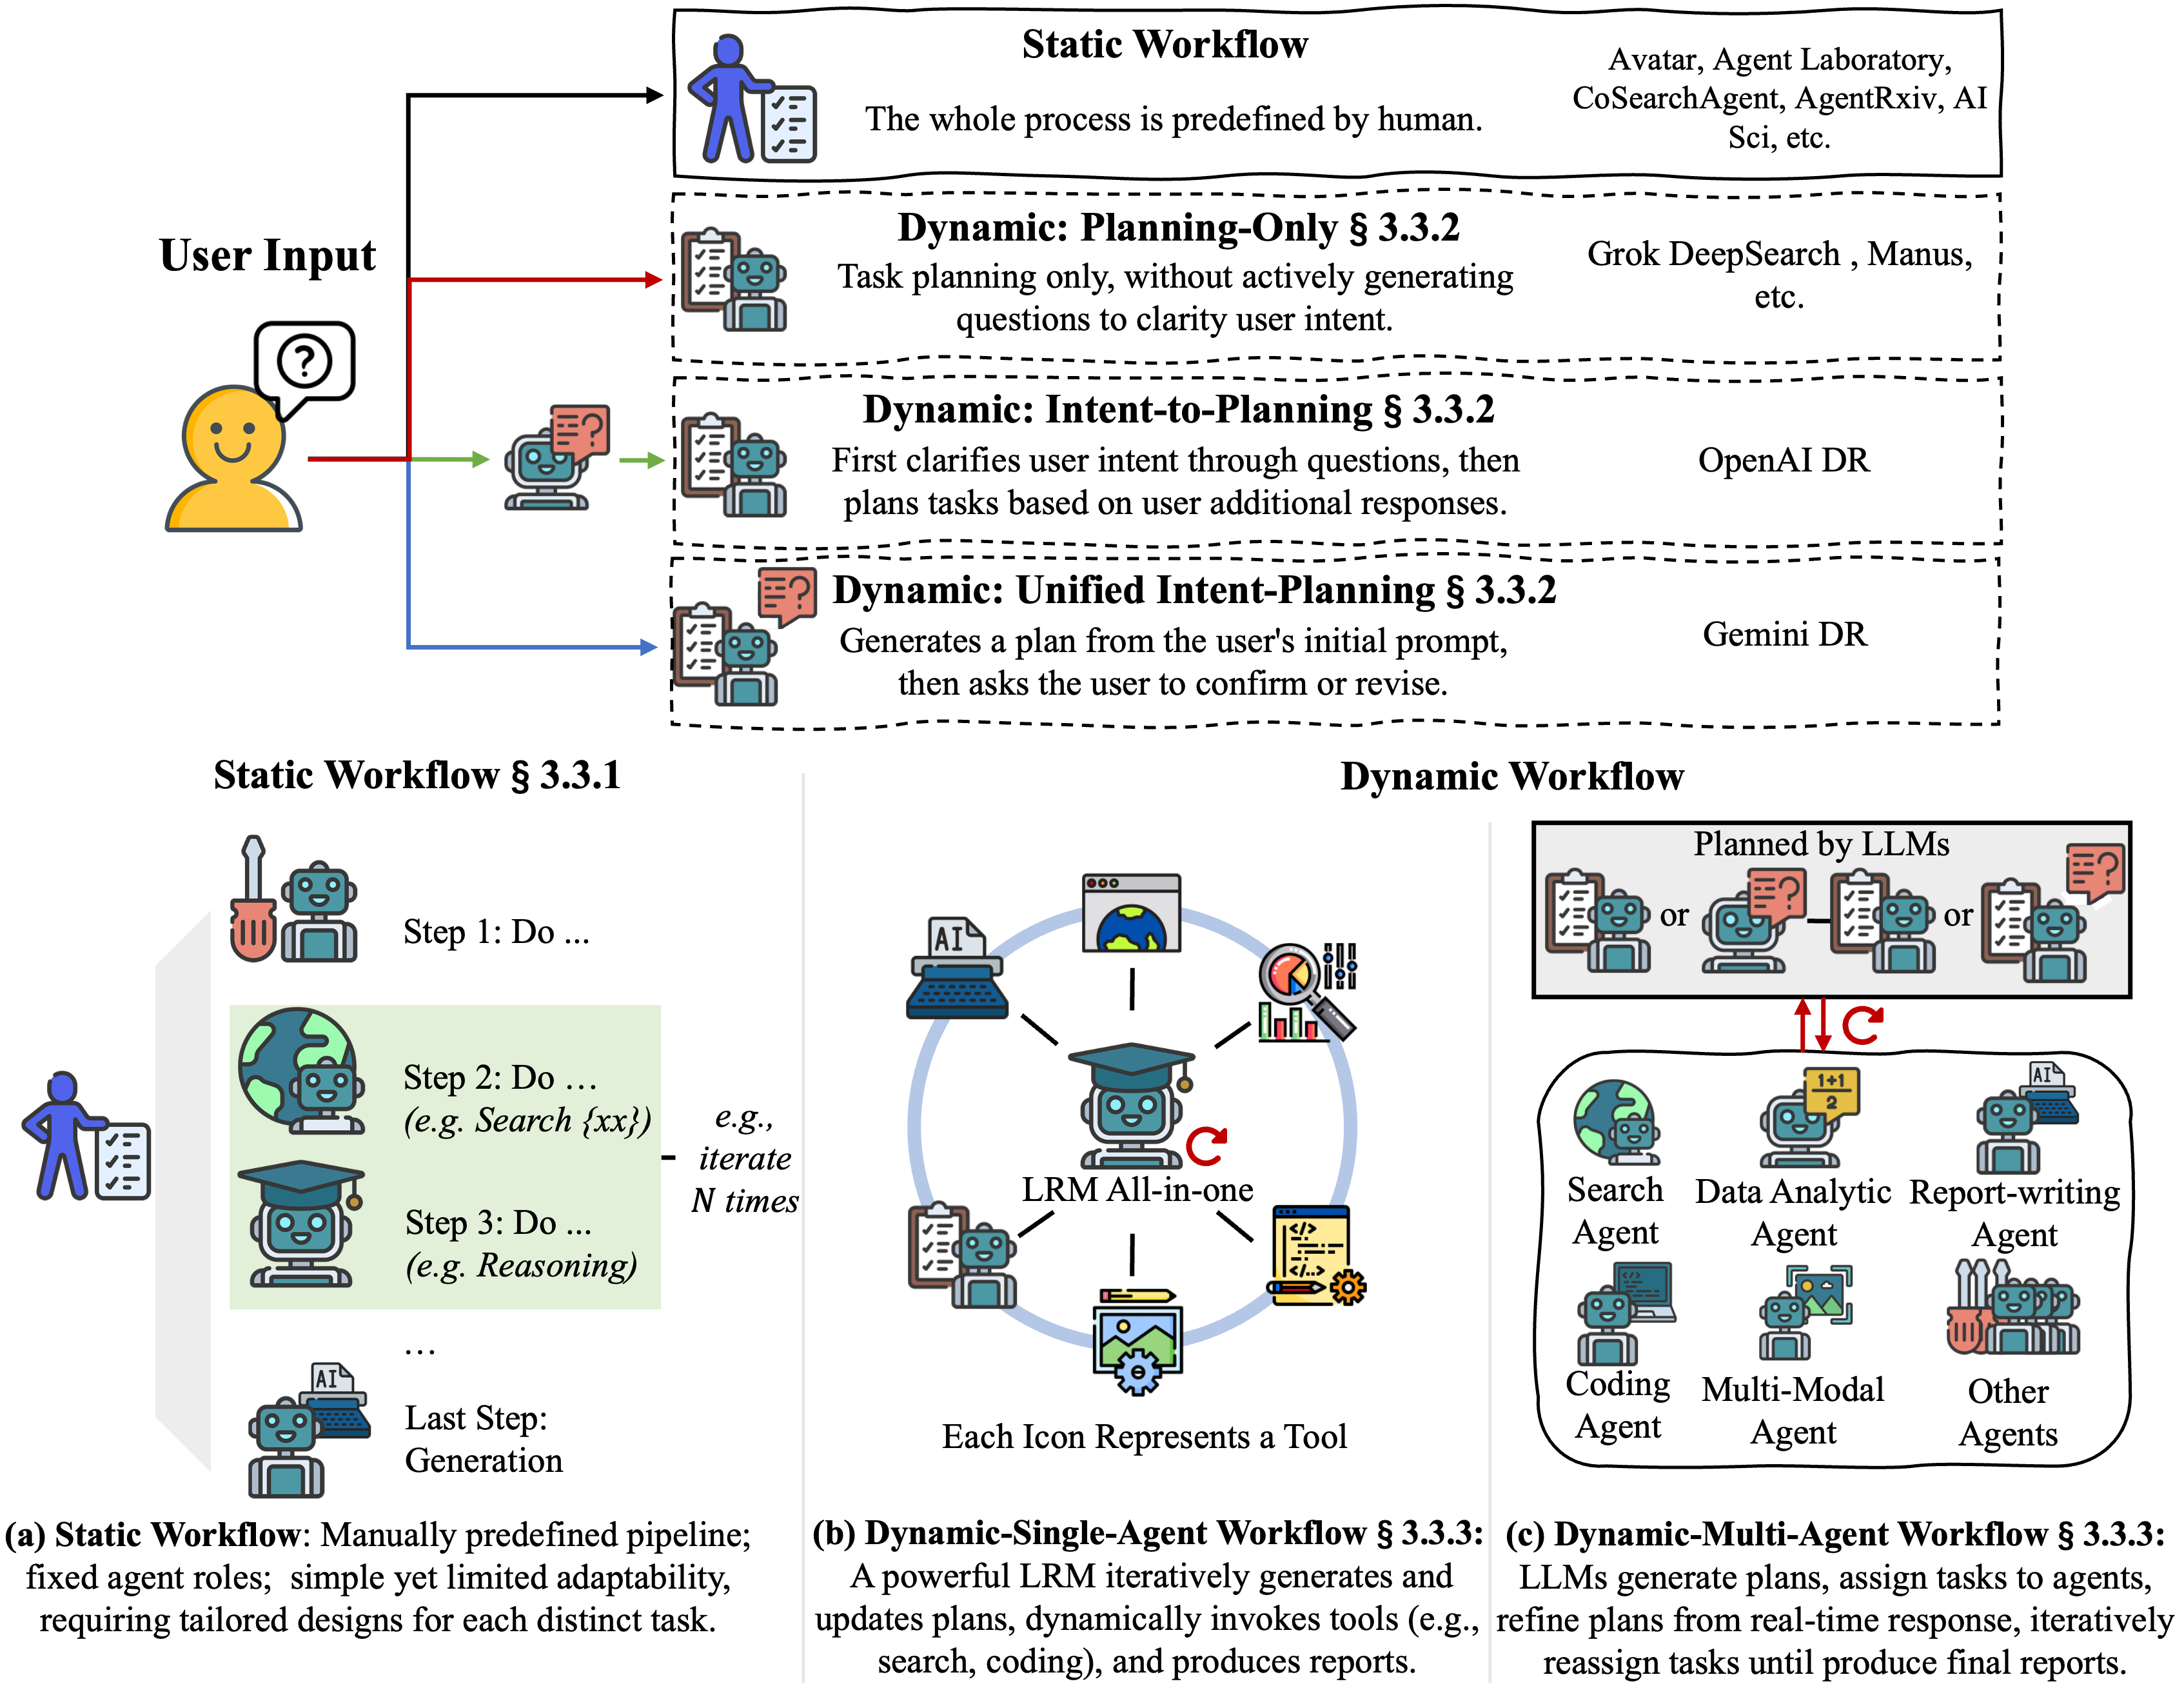 Static Workflow
The whole process is predefined by human.
Avatar, Agent Laboratory,
CoSearchAgent, AgentRxiv, AI
Sci, etc.
User Input
Dynamic: Planning-Only § 3.3.2
Task planning only, without actively generating
questions to clarity user intent.
Grok DeepSearch , Manus,
etc.
Dynamic: Intent-to-Planning § 3.3.2
First clarifies user intent through questions, then
plans tasks based on user additional responses.
OpenAI DR
Dynamic: Unified Intent-Planning § 3.3.2
Generates a plan from the user's initial prompt,
then asks the user to confirm or revise.
Gemini DR
Static Workflow § 3.3.1
Step 1: Do ...
Step 2: Do …
(e.g. Search {xx})
Step 3: Do ...
(e.g. Reasoning)
e.g.,
iterate
N times
…
AI
Last Step:
Generation
(a) Static Workflow: Manually predefined pipeline;
fixed agent roles; simple yet limited adaptability,
requiring tailored designs for each distinct task.
Dynamic Workflow
AI
LRM All-in-one
Each Icon Represents a Tool
(b) Dynamic-Single-Agent Workflow § 3.3.3:
A powerful LRM iteratively generates and
updates plans, dynamically invokes tools (e.g.,
search, coding), and produces reports.
Planned by LLMs
or
or
1+1
2
AI
Search
Agent
Data Analytic
Agent
Report-writing
Agent
Coding
Agent
Multi-Modal
Agent
Other
Agents
(c) Dynamic-Multi-Agent Workflow § 3.3.3:
LLMs generate plans, assign tasks to agents,
refine plans from real-time response, iteratively
reassign tasks until produce final reports.